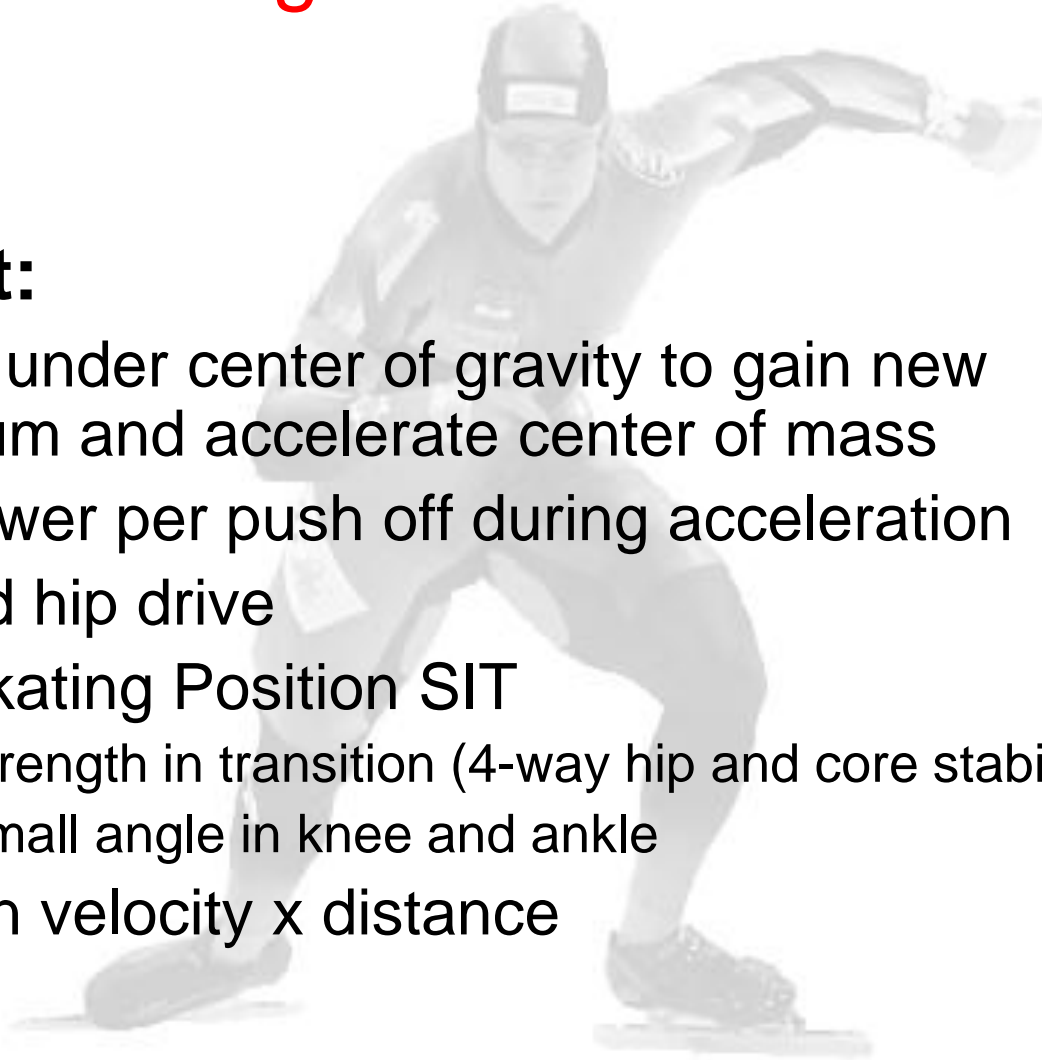 g
t:
under center of gravity to gain new
um and accelerate center of mass
wer per push off during acceleration
d hip drive
kating Position SIT
rength in transition (4-way hip and core stabi
mall angle in knee and ankle
n velocity x distance